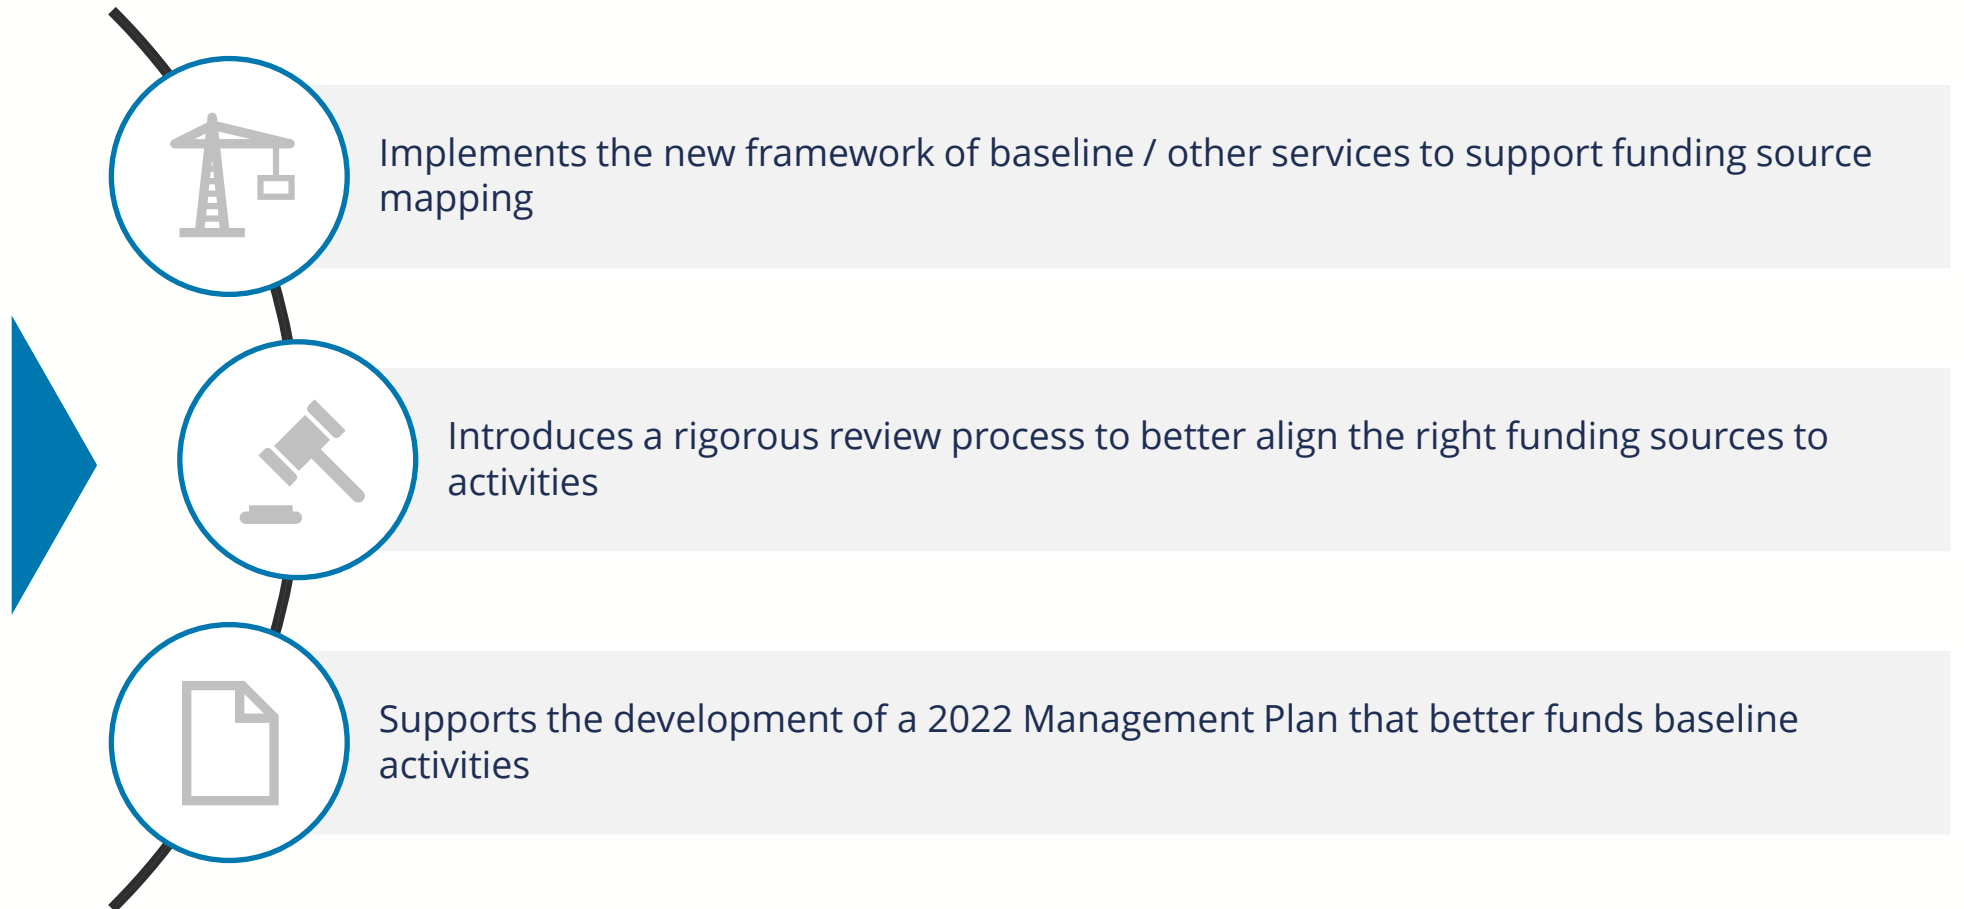 Implements the new framework of baseline / other services to support funding source
mapping
Introduces a rigorous review process to better align the right funding sources to
activities
Supports the development of a 2022 Management Plan that better funds baseline
activities